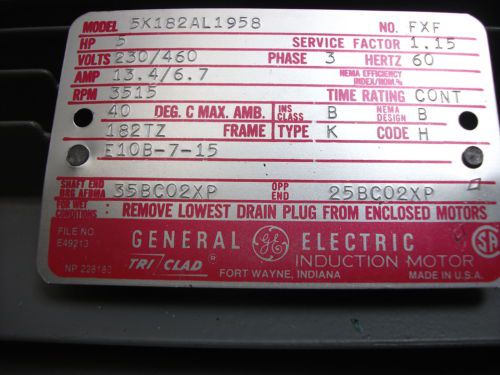 MODEL 5K182AL1958 NO. FXF
HP 5 SERVICE FACTOR 1.15
VOLTS 230/460 PHASE 3 HERTZ 60
AMP 13.4/6.7 NEMA EFFICIENCY INDEX/NOM.%
RPM 3515 TIME RATING CONT
40 DEG. C MAX. AMB. INS CLASS B NEMA DESIGN B
182TZ FRAME TYPE K CODE H
E10B-7-15
SHAFT END BRG AFBMA 35BC02XP OPP END 25BC02XP
FOR WET CONDITIONS : REMOVE LOWEST DRAIN PLUG FROM ENCLOSED MOTORS
FILE NO
E49213
GENERAL GE ELECTRIC
TRI CLAD ® INDUCTION MOTOR
NP 228180 FORT WAYNE, INDIANA MADE IN U.S.A.